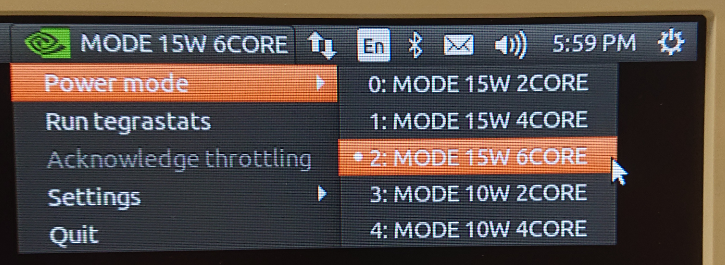 MODE 15W 6CORE En 5:59 PM
Power mode
Run tegrastats
Acknowledge throttling
Settings
Quit
0: MODE 15W 2CORE
1: MODE 15W 4CORE
2: MODE 15W 6CORE
3: MODE 10W 2CORE
4: MODE 10W 4CORE